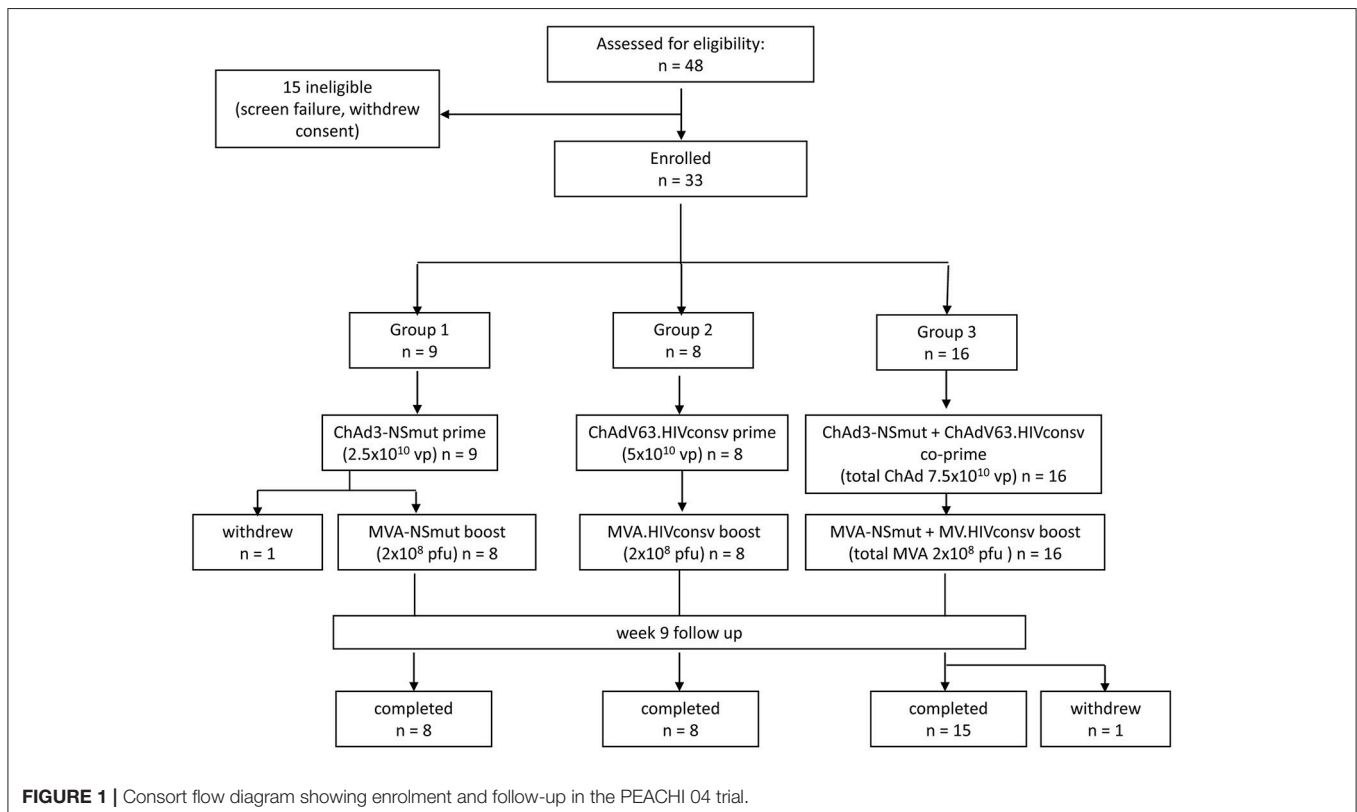 Assessed for eligibility:
n = 48
15 ineligible
(screen failure, withdrew
consent)
Enrolled
n = 33
Group 1
n = 9
Group 2
n = 8
Group 3
n = 16
ChAd3-NSmut prime
(2.5x10¹⁰ vp) n = 9
ChAdV63.HIVconsv prime
(5x10¹⁰ vp) n = 8
ChAd3-NSmut + ChAdV63.HIVconsv
co-prime
(total ChAd 7.5x10¹⁰ vp) n = 16
withdrew
n = 1
MVA-NSmut boost
(2x10⁸ pfu) n = 8
MVA.HIVconsv boost
(2x10⁸ pfu) n = 8
MVA-NSmut + MV.HIVconsv boost
(total MVA 2x10⁸ pfu ) n = 16
week 9 follow up
completed
n = 8
completed
n = 8
completed
n = 15
withdrew
n = 1
FIGURE 1 | Consort flow diagram showing enrolment and follow-up in the PEACHI 04 trial.